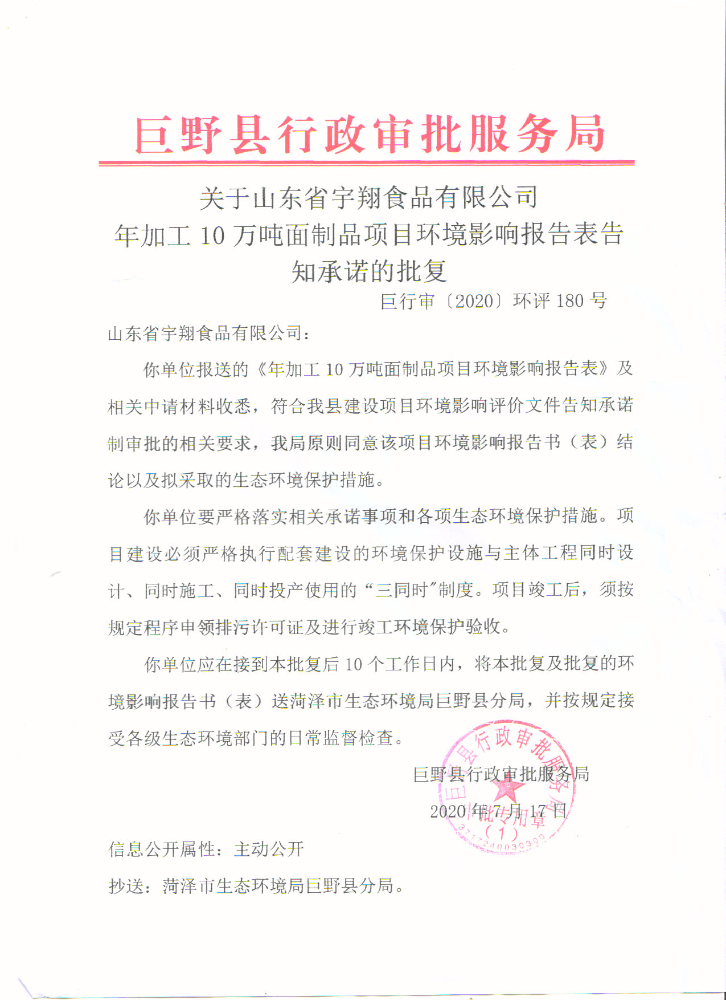 巨野县行政审批服务局
关于山东省宇翔食品有限公司
年加工 10 万吨面制品项目环境影响报告表告
知承诺的批复
巨行审〔2020〕环评 180 号
山东省宇翔食品有限公司：
你单位报送的《年加工 10 万吨面制品项目环境影响报告表》及
相关申请材料收悉，符合我县建设项目环境影响评价文件告知承诺
制审批的相关要求，我局原则同意该项目环境影响报告书（表）结
论以及拟采取的生态环境保护措施。
你单位要严格落实相关承诺事项和各项生态环境保护措施。项
目建设必须严格执行配套建设的环境保护设施与主体工程同时设
计、同时施工、同时投产使用的“三同时"制度。项目竣工后，须按
规定程序申领排污许可证及进行竣工环境保护验收。
你单位应在接到本批复后 10 个工作日内，将本批复及批复的环
境影响报告书（表）送菏泽市生态环境局巨野县分局，并按规定接
受各级生态环境部门的日常监督检查。
巨野县行政审批服务局
2020 年 7 月 17 日
巨野县行政审批服务局
审批专用章
（1）
3717240030300
信息公开属性：主动公开
抄送：菏泽市生态环境局巨野县分局。